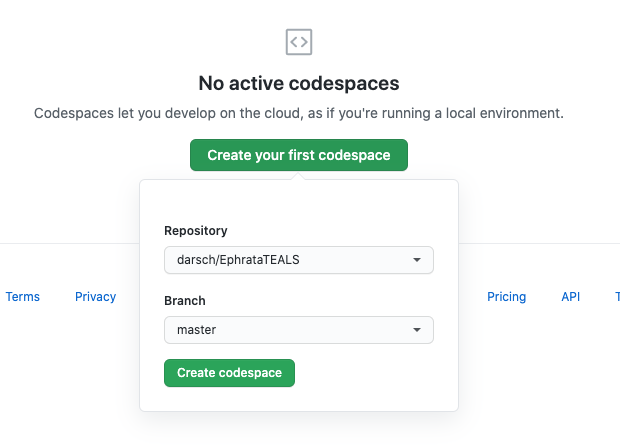 No active codespaces
Codespaces let you develop on the cloud, as if you're running a local environment.
Create your first codespace
Repository
darsch/EphrataTEALS
Branch
master
Create codespace
Terms Privacy Pricing API